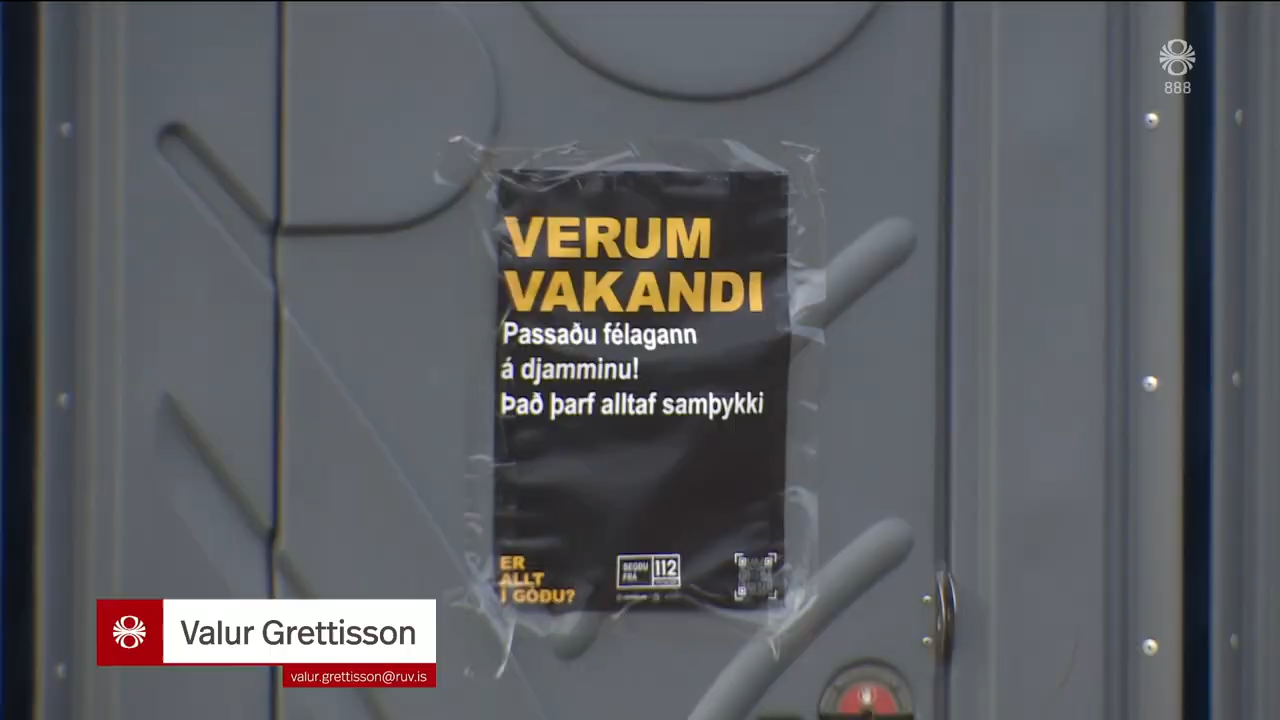 888
VERUM
VAKANDI
Passaðu félagann
á djamminu!
Það þarf alltaf samþykki
ER
ALLT
Í GÓÐU?
SEGÐU
FRÁ
112
Valur Grettisson
valur.grettisson@ruv.is